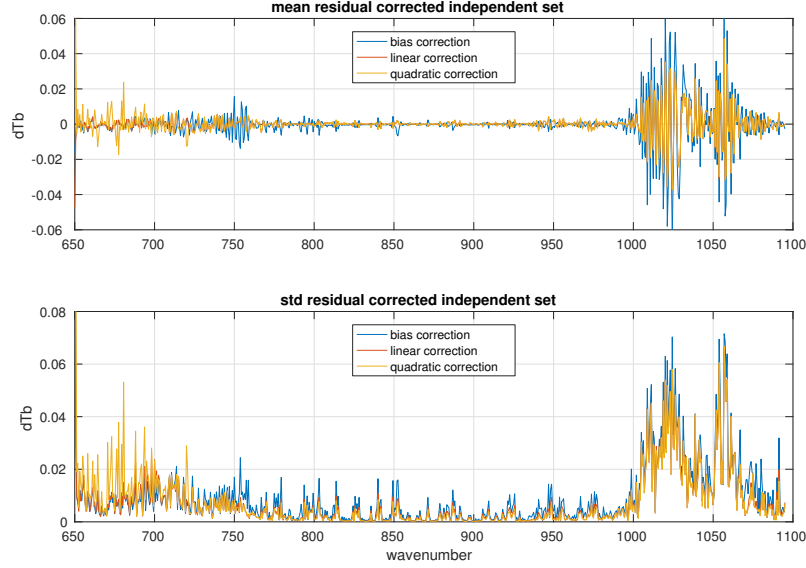 mean residual corrected independent set
0.06
0.04
0.02
0
-0.02
-0.04
-0.06
dTb
bias correction
linear correction
quadratic correction
650 700 750 800 850 900 950 1000 1050 1100
std residual corrected independent set
0.08
0.06
0.04
0.02
0
dTb
bias correction
linear correction
quadratic correction
650 700 750 800 850 900 950 1000 1050 1100
wavenumber